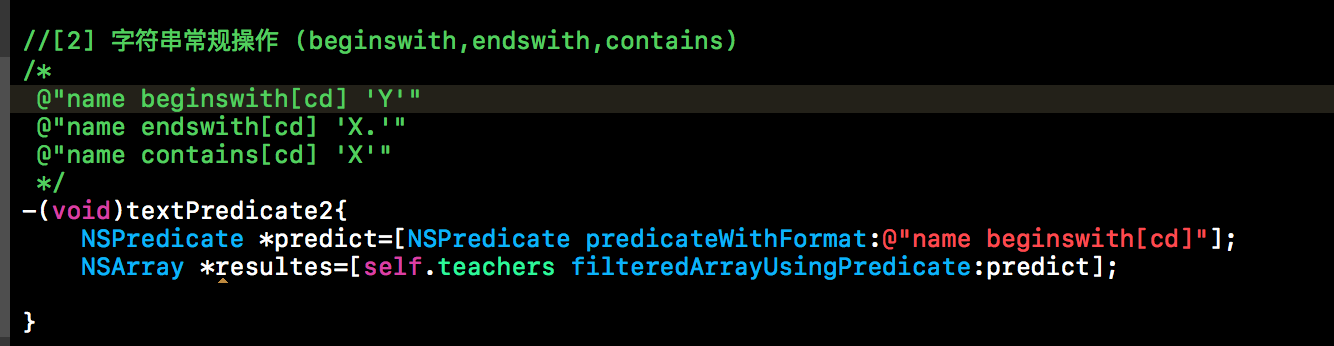 //[2] 字符串常规操作 (beginswith,endswith,contains)
/*
 @"name beginswith[cd] 'Y'"
 @"name endswith[cd] 'X.'"
 @"name contains[cd] 'X'"
 */
-(void)textPredicate2{
    NSPredicate *predict=[NSPredicate predicateWithFormat:@"name beginswith[cd]"];
    NSArray *resultes=[self.teachers filteredArrayUsingPredicate:predict];
}